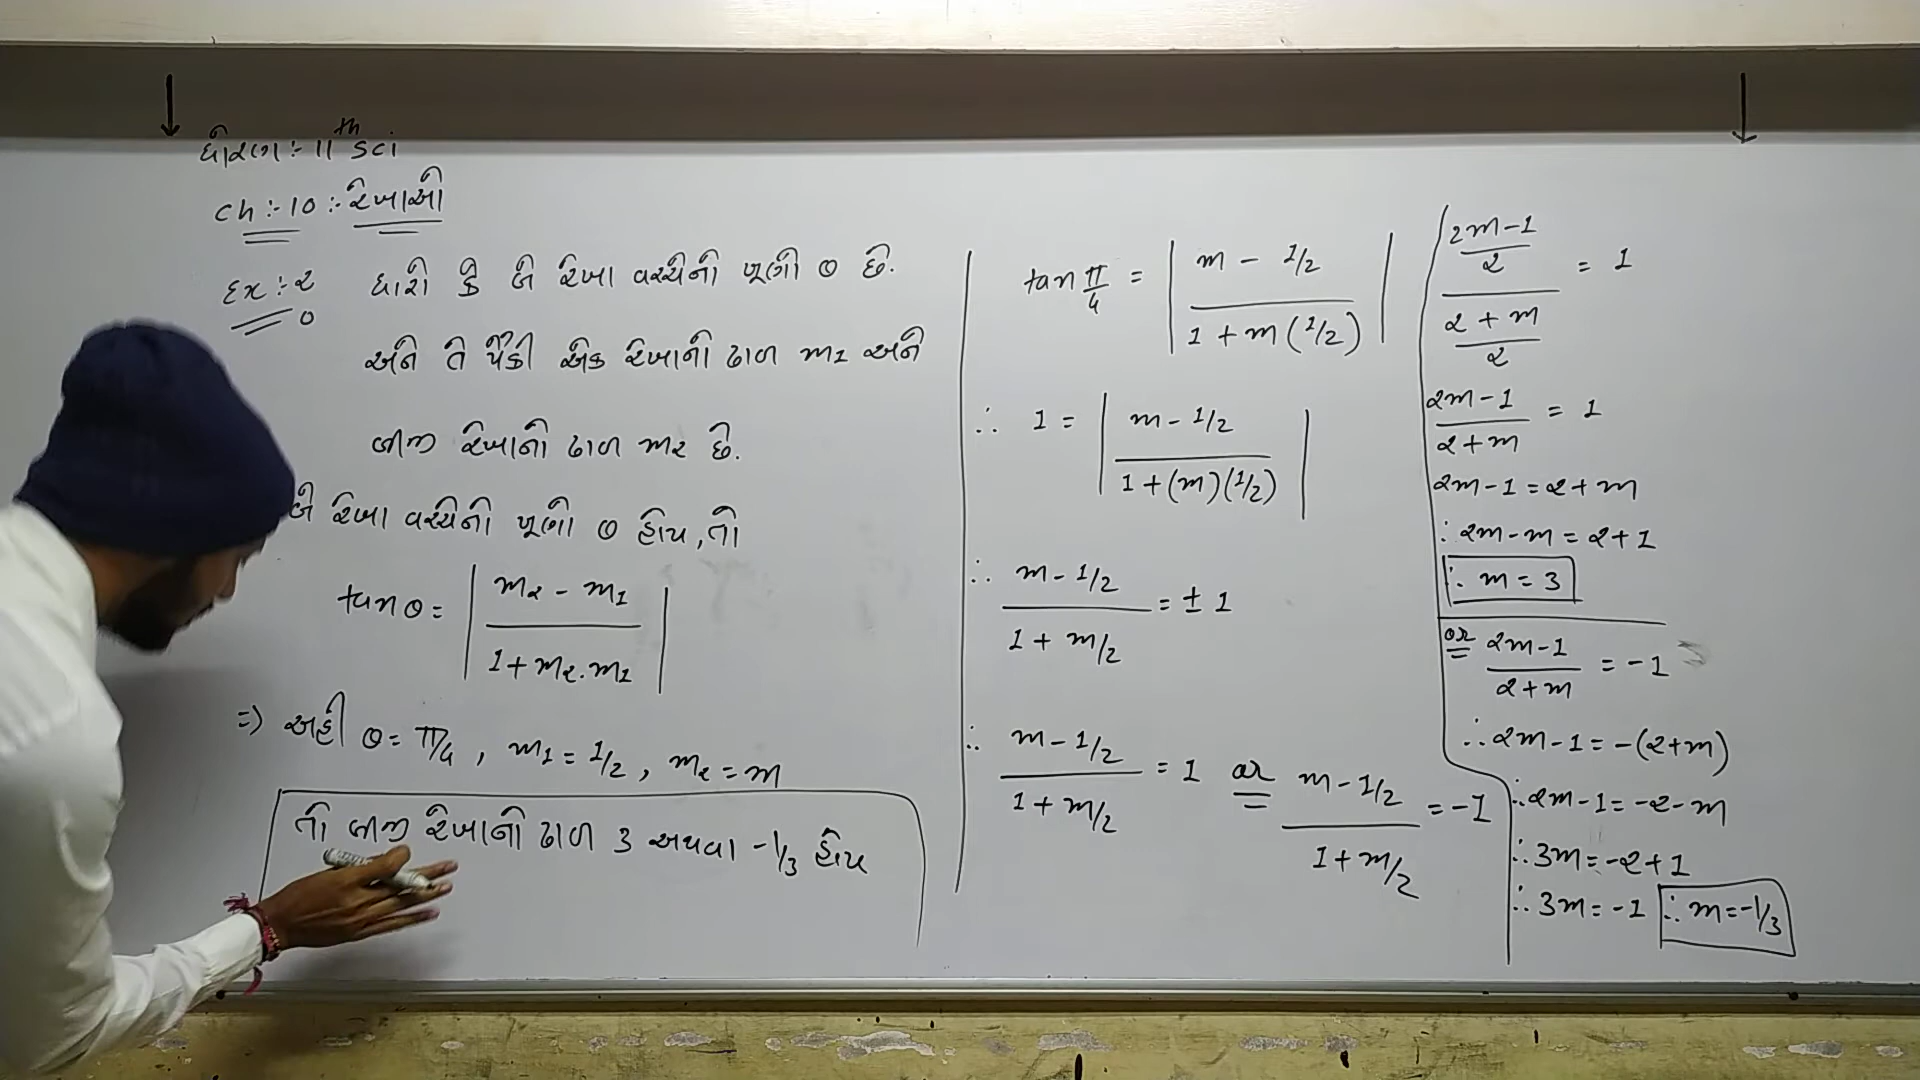 ધોરણ :- 11th sci
ch :- 10 :- રેખાઓ
Ex :- 2
ધારો કે બે રેખા વચ્ચેનો ખૂણો θ છે.
અને તે પૈકી એક રેખાનો ઢાળ m1 અને
બીજી રેખાનો ઢાળ m2 છે.
બે રેખા વચ્ચેનો ખૂણો θ હોય, તો
tan θ = | (m2 - m1) / (1 + m2.m1) |
⇒ અહીં θ = π/4 , m1 = 1/2 , m2 = m
તો બીજી રેખાનો ઢાળ 3 અથવા -1/3 હોય
tan π/4 = | (m - 1/2) / (1 + m(1/2)) |
∴ 1 = | (m - 1/2) / (1 + (m)(1/2)) |
∴ (m - 1/2) / (1 + m/2) = ± 1
∴ (m - 1/2) / (1 + m/2) = 1 or (m - 1/2) / (1 + m/2) = -1
((2m - 1) / 2) / ((2 + m) / 2) = 1
(2m - 1) / (2 + m) = 1
2m - 1 = 2 + m
∴ 2m - m = 2 + 1
∴ m = 3
or (2m - 1) / (2 + m) = -1
∴ 2m - 1 = -(2 + m)
∴ 2m - 1 = -2 - m
∴ 3m = -2 + 1
∴ 3m = -1 ∴ m = -1/3